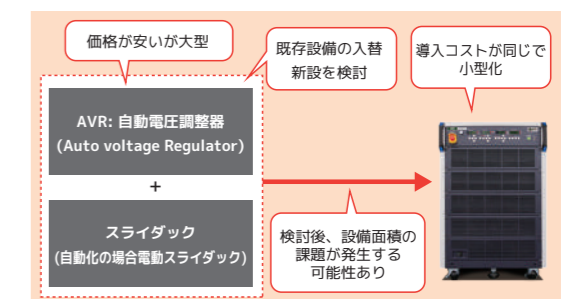 価格が安いが大型
既存設備の入替
新設を検討
導入コストが同じで
小型化
AVR: 自動電圧調整器
(Auto voltage Regulator)
+
スライダック
(自動化の場合電動スライダック)
検討後、設備面積の
課題が発生する
可能性あり